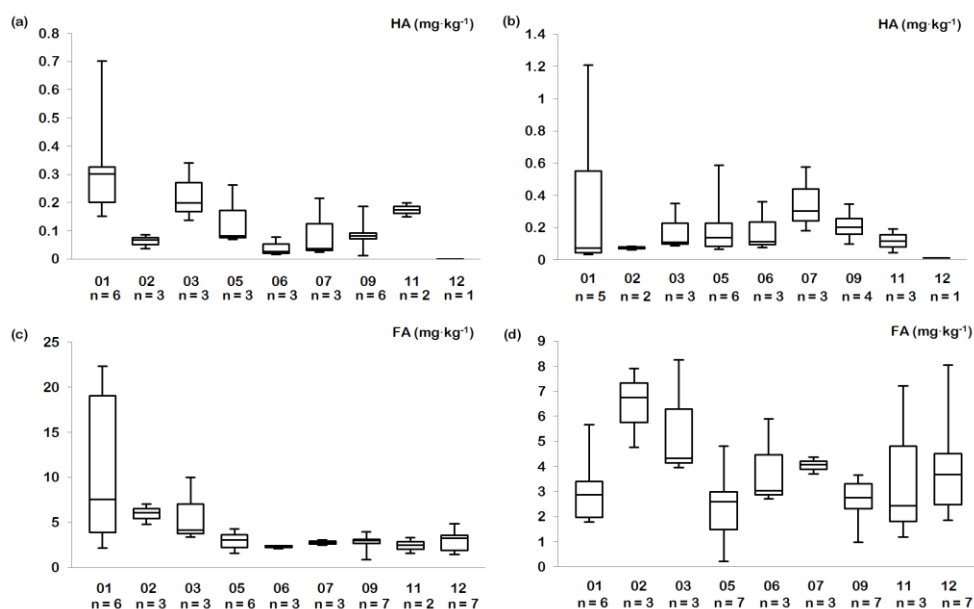 (a)
HA (mg·kg⁻¹)
0.8
0.7
0.6
0.5
0.4
0.3
0.2
0.1
0
01 02 03 05 06 07 09 11 12
n = 6 n = 3 n = 3 n = 3 n = 3 n = 3 n = 6 n = 2 n = 1
(b)
HA (mg·kg⁻¹)
1.4
1.2
1
0.8
0.6
0.4
0.2
0
01 02 03 05 06 07 09 11 12
n = 5 n = 2 n = 3 n = 6 n = 3 n = 3 n = 4 n = 3 n = 1
(c)
FA (mg·kg⁻¹)
25
20
15
10
5
0
01 02 03 05 06 07 09 11 12
n = 6 n = 3 n = 3 n = 6 n = 3 n = 3 n = 7 n = 2 n = 7
(d)
FA (mg·kg⁻¹)
9
8
7
6
5
4
3
2
1
0
01 02 03 05 06 07 09 11 12
n = 6 n = 3 n = 3 n = 7 n = 3 n = 3 n = 7 n = 3 n = 7